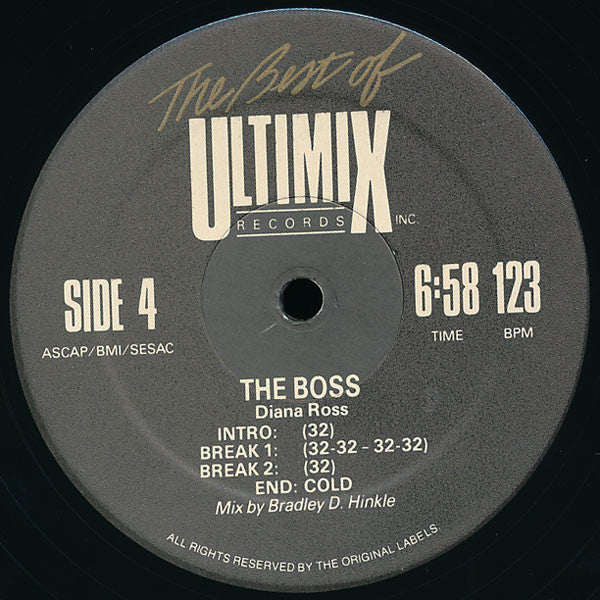 The Best of
ULTIMIX
RECORDS INC.
SIDE 4
6:58 123
ASCAP/BMI/SESAC
TIME BPM
THE BOSS
Diana Ross
INTRO: (32)
BREAK 1: (32-32 - 32-32)
BREAK 2: (32)
END: COLD
Mix by Bradley D. Hinkle
ALL RIGHTS RESERVED BY THE ORIGINAL LABELS.